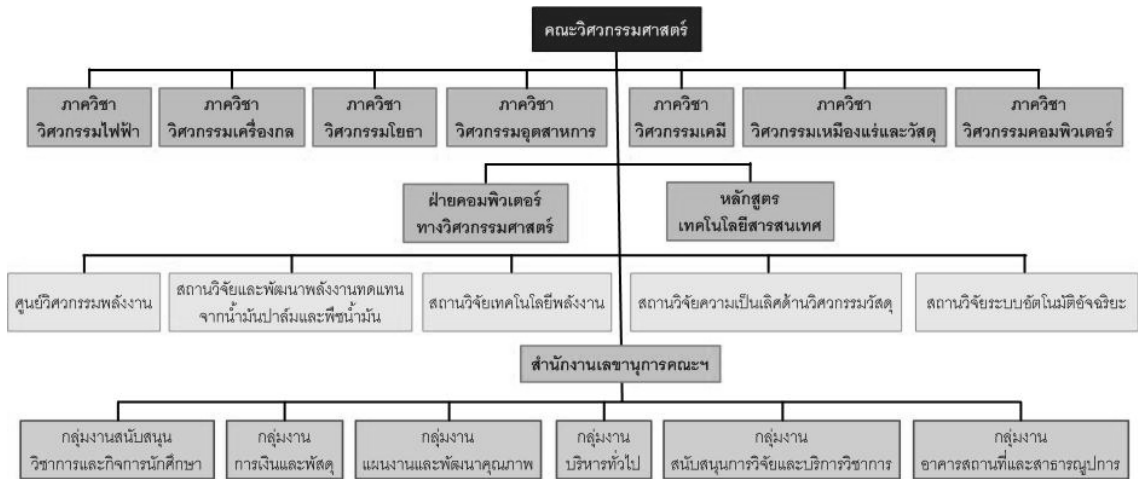 คณะวิศวกรรมศาสตร์
ภาควิชา
วิศวกรรมไฟฟ้า
ภาควิชา
วิศวกรรมเครื่องกล
ภาควิชา
วิศวกรรมโยธา
ภาควิชา
วิศวกรรมอุตสาหการ
ภาควิชา
วิศวกรรมเคมี
ภาควิชา
วิศวกรรมเหมืองแร่และวัสดุ
ภาควิชา
วิศวกรรมคอมพิวเตอร์
ฝ่ายคอมพิวเตอร์
ทางวิศวกรรมศาสตร์
หลักสูตร
เทคโนโลยีสารสนเทศ
ศูนย์วิศวกรรมพลังงาน
สถานวิจัยและพัฒนาพลังงานทดแทน
จากน้ำมันปาล์มและพืชน้ำมัน
สถานวิจัยเทคโนโลยีพลังงาน
สถานวิจัยความเป็นเลิศด้านวิศวกรรมวัสดุ
สถานวิจัยระบบอัตโนมัติอัจฉริยะ
สำนักงานเลขานุการคณะฯ
กลุ่มงานสนับสนุน
วิชาการและกิจการนักศึกษา
กลุ่มงาน
การเงินและพัสดุ
กลุ่มงาน
แผนงานและพัฒนาคุณภาพ
กลุ่มงาน
บริหารทั่วไป
กลุ่มงาน
สนับสนุนการวิจัยและบริการวิชาการ
กลุ่มงาน
อาคารสถานที่และสาธารณูปการ